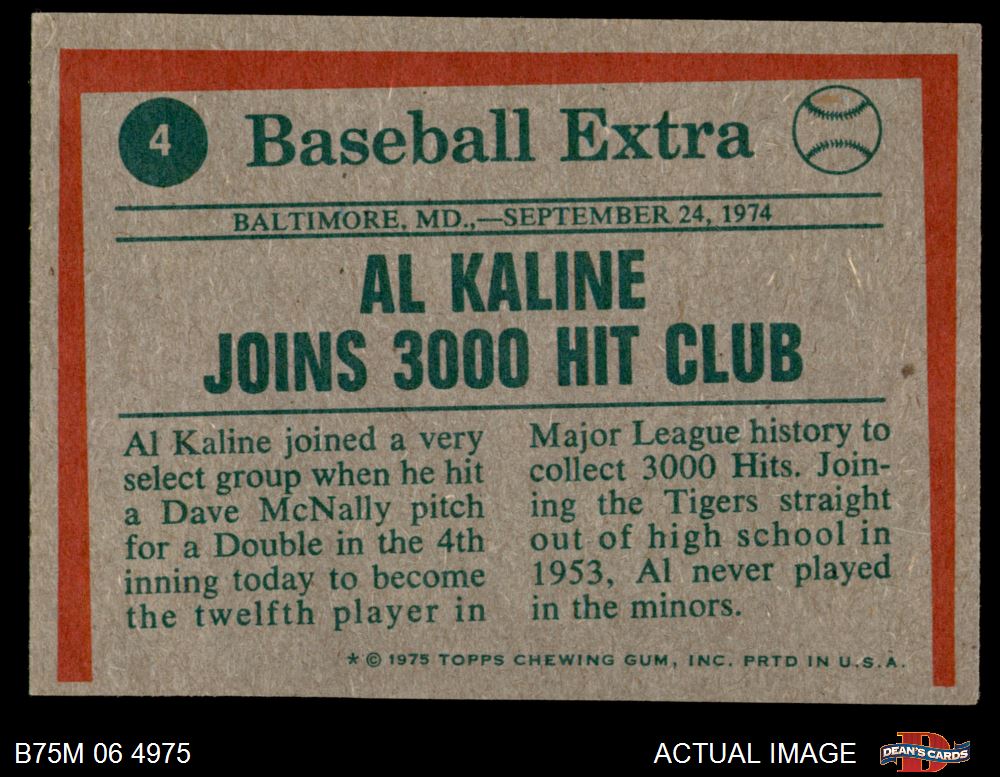 4
Baseball Extra
BALTIMORE, MD.,—SEPTEMBER 24, 1974
AL KALINE
JOINS 3000 HIT CLUB
Al Kaline joined a very
select group when he hit
a Dave McNally pitch
for a Double in the 4th
inning today to become
the twelfth player in
Major League history to
collect 3000 Hits. Join-
ing the Tigers straight
out of high school in
1953, Al never played
in the minors.
* © 1975 TOPPS CHEWING GUM, INC. PRTD IN U.S.A.
B75M 06 4975
ACTUAL IMAGE
D
DEAN'S CARDS